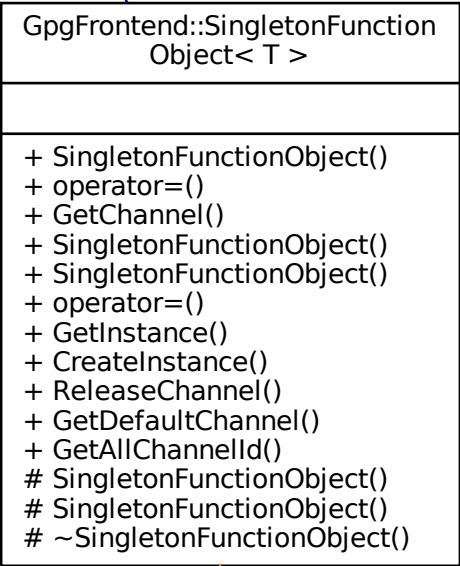 GpgFrontend::SingletonFunction
Object< T >
+ SingletonFunctionObject()
+ operator=()
+ GetChannel()
+ SingletonFunctionObject()
+ SingletonFunctionObject()
+ operator=()
+ GetInstance()
+ CreateInstance()
+ ReleaseChannel()
+ GetDefaultChannel()
+ GetAllChannelId()
# SingletonFunctionObject()
# SingletonFunctionObject()
# ~SingletonFunctionObject()